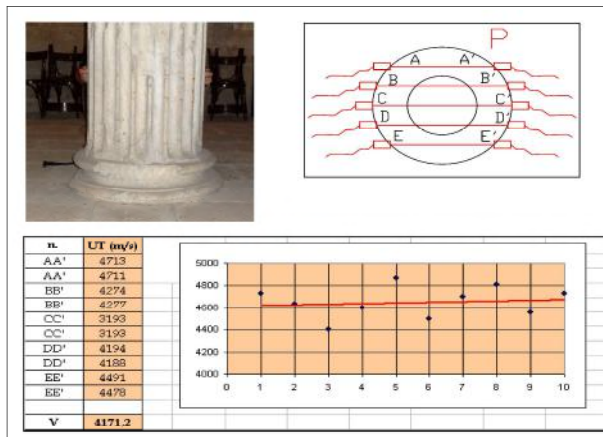 P
A A'
B B'
C C'
D D'
E E'
n. UT (m/s)
AA' 4713
AA' 4711
BB' 4274
BB' 4277
CC' 3193
CC' 3193
DD' 4194
DD' 4188
EE' 4491
EE' 4478
V 4171,2
5000
4800
4600
4400
4200
4000
0 1 2 3 4 5 6 7 8 9 10